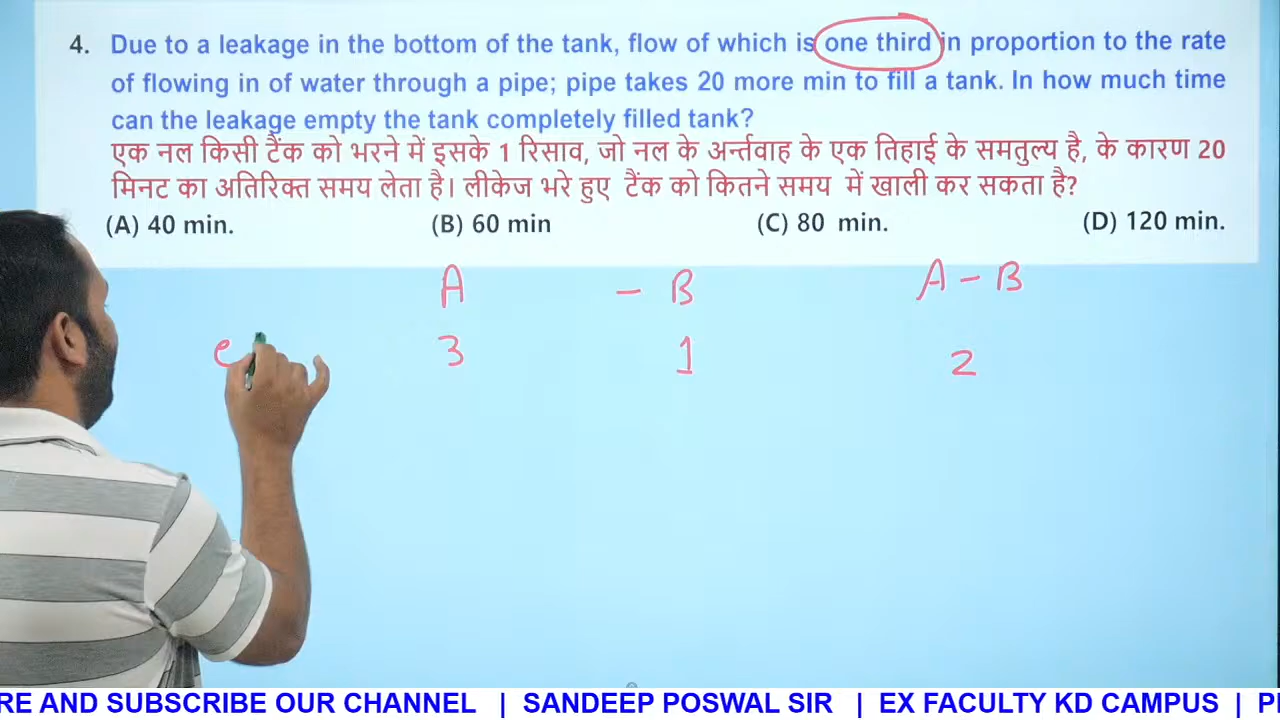 4. Due to a leakage in the bottom of the tank, flow of which is one third in proportion to the rate
of flowing in of water through a pipe; pipe takes 20 more min to fill a tank. In how much time
can the leakage empty the tank completely filled tank?
एक नल किसी टैंक को भरने में इसके 1 रिसाव, जो नल के अर्न्तवाह के एक तिहाई के समतुल्य है, के कारण 20
मिनट का अतिरिक्त समय लेता है। लीकेज भरे हुए टैंक को कितने समय में खाली कर सकता है?
(A) 40 min. (B) 60 min (C) 80 min. (D) 120 min.
A - B A - B
e 3 1 2
RE AND SUBSCRIBE OUR CHANNEL | SANDEEP POSWAL SIR | EX FACULTY KD CAMPUS |